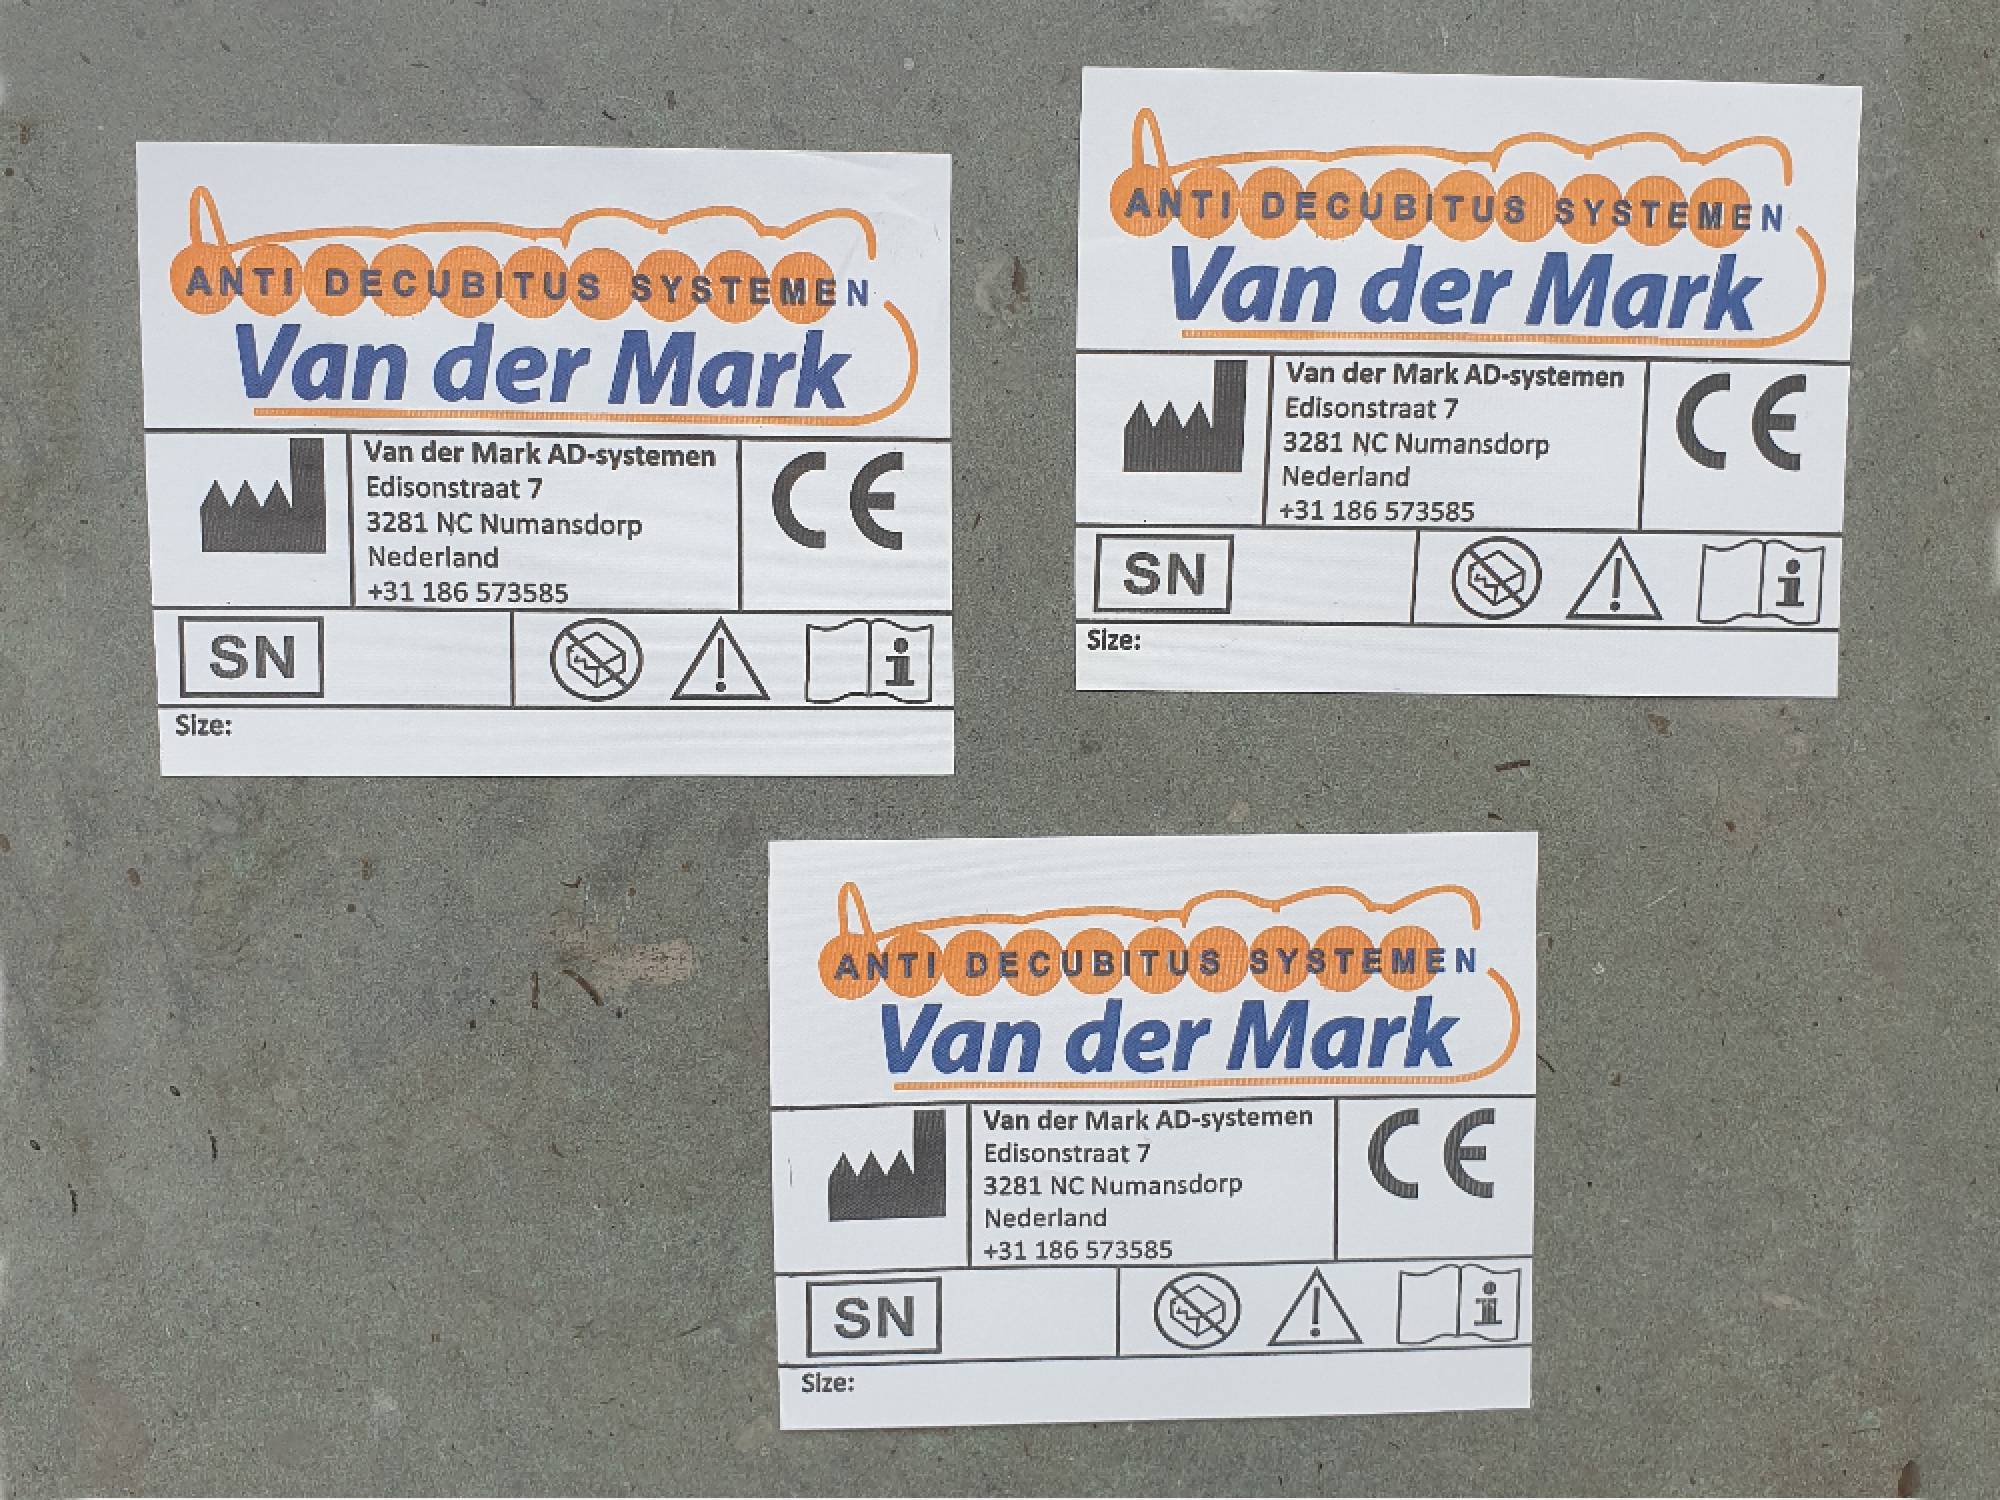 ANTI DECUBITUS SYSTEMEN
Van der Mark
Van der Mark AD-systemen
Edisonstraat 7
3281 NC Numansdorp
Nederland
+31 186 573585
CE
SN
i
Size:
ANTI DECUBITUS SYSTEMEN
Van der Mark
Van der Mark AD-systemen
Edisonstraat 7
3281 NC Numansdorp
Nederland
+31 186 573585
CE
SN
i
Size:
ANTI DECUBITUS SYSTEMEN
Van der Mark
Van der Mark AD-systemen
Edisonstraat 7
3281 NC Numansdorp
Nederland
+31 186 573585
CE
SN
i
Size: